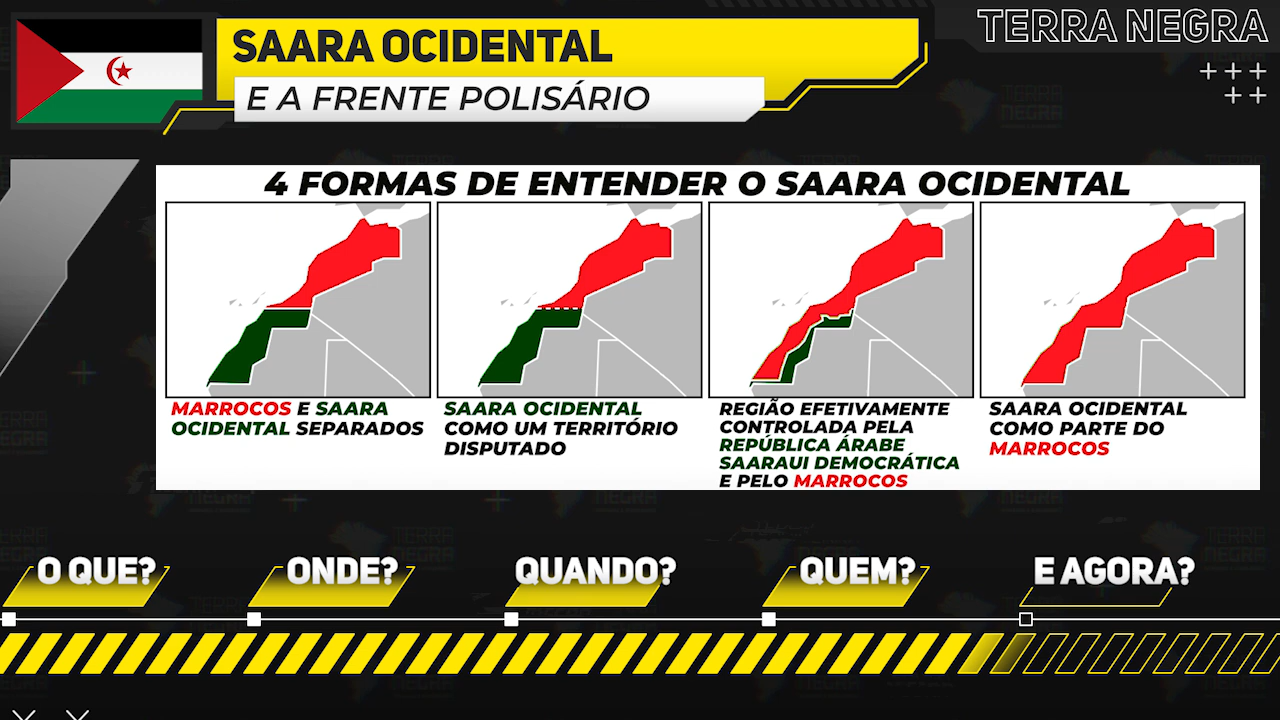 SAARA OCIDENTAL
E A FRENTE POLISÁRIO
TERRA NEGRA
4 FORMAS DE ENTENDER O SAARA OCIDENTAL
MARROCOS E SAARA
OCIDENTAL SEPARADOS
SAARA OCIDENTAL
COMO UM TERRITÓRIO
DISPUTADO
REGIÃO EFETIVAMENTE
CONTROLADA PELA
REPÚBLICA ÁRABE
SAARAUI DEMOCRÁTICA
E PELO MARROCOS
SAARA OCIDENTAL
COMO PARTE DO
MARROCOS
O QUE?
ONDE?
QUANDO?
QUEM?
E AGORA?